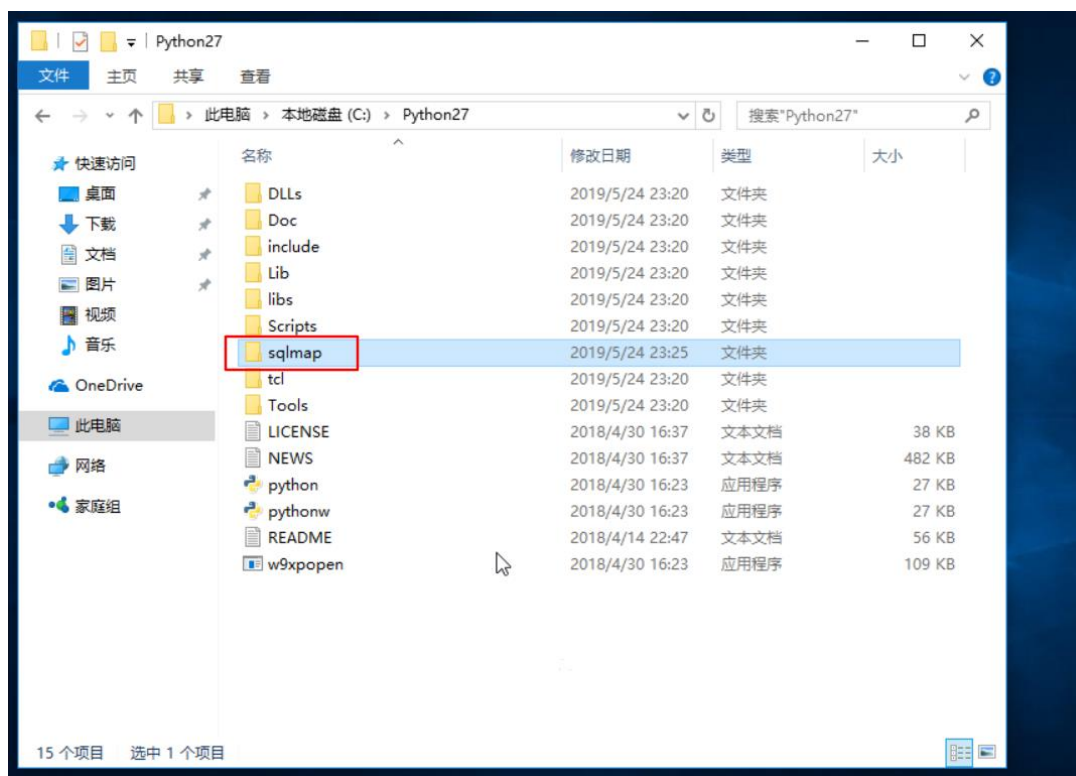 Python27
文件 主页 共享 查看
此电脑 › 本地磁盘 (C:) › Python27 搜索"Python27"
快速访问
桌面
下载
文档
图片
视频
音乐
OneDrive
此电脑
网络
家庭组
名称 修改日期 类型 大小
DLLs 2019/5/24 23:20 文件夹
Doc 2019/5/24 23:20 文件夹
include 2019/5/24 23:20 文件夹
Lib 2019/5/24 23:20 文件夹
libs 2019/5/24 23:20 文件夹
Scripts 2019/5/24 23:20 文件夹
sqlmap 2019/5/24 23:25 文件夹
tcl 2019/5/24 23:20 文件夹
Tools 2019/5/24 23:20 文件夹
LICENSE 2018/4/30 16:37 文本文档 38 KB
NEWS 2018/4/30 16:37 文本文档 482 KB
python 2018/4/30 16:23 应用程序 27 KB
pythonw 2018/4/30 16:23 应用程序 27 KB
README 2018/4/14 22:47 文本文档 56 KB
w9xpopen 2018/4/30 16:23 应用程序 109 KB
15 个项目 选中 1 个项目